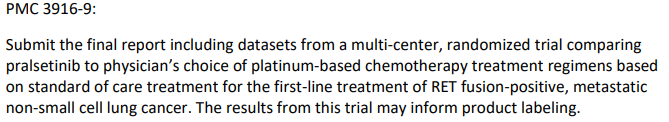 PMC 3916-9:
Submit the final report including datasets from a multi-center, randomized trial comparing
pralsetinib to physician’s choice of platinum-based chemotherapy treatment regimens based
on standard of care treatment for the first-line treatment of RET fusion-positive, metastatic
non-small cell lung cancer. The results from this trial may inform product labeling.